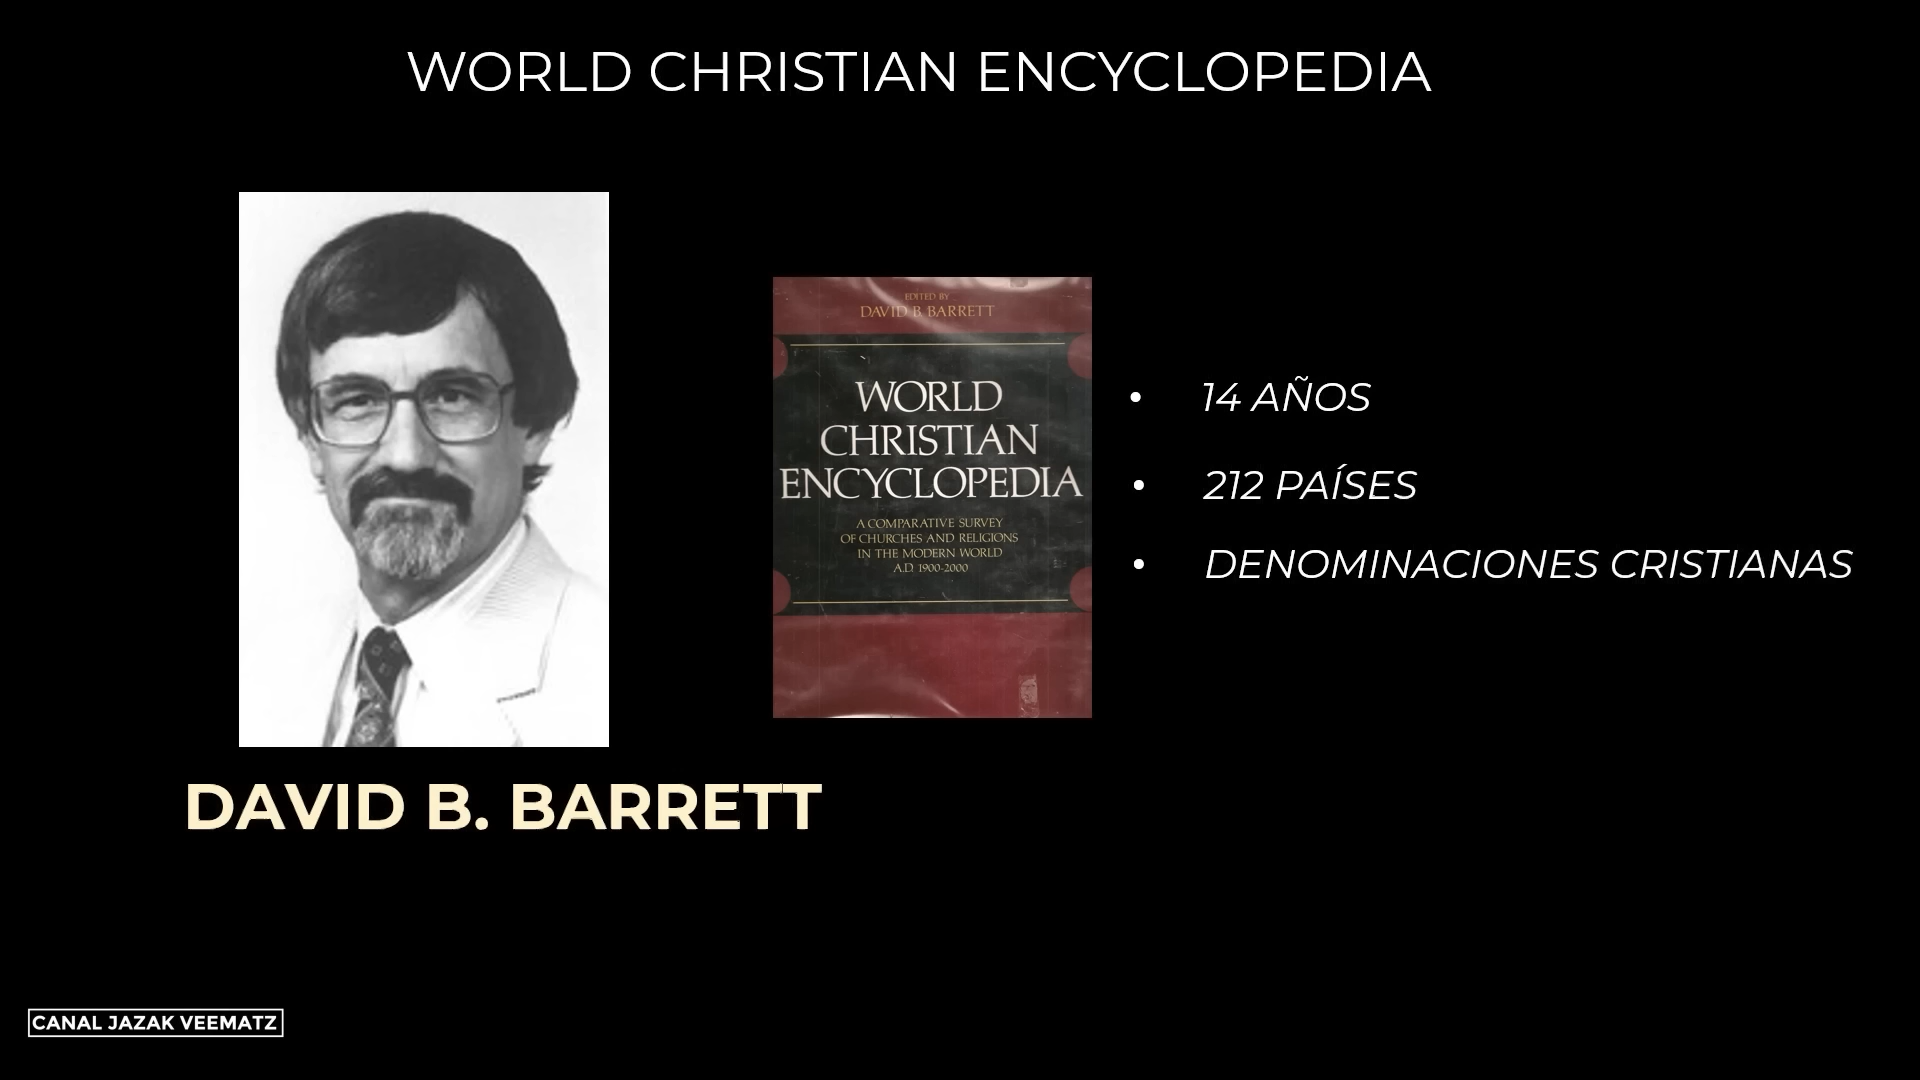 WORLD CHRISTIAN ENCYCLOPEDIA
EDITED BY
DAVID B BARRETT
WORLD
CHRISTIAN
ENCYCLOPEDIA
A COMPARATIVE SURVEY
OF CHURCHES AND RELIGIONS
IN THE MODERN WORLD
A.D. 1900-2000
• 14 AÑOS
• 212 PAÍSES
• DENOMINACIONES CRISTIANAS
DAVID B. BARRETT
CANAL JAZAK VEEMATZ